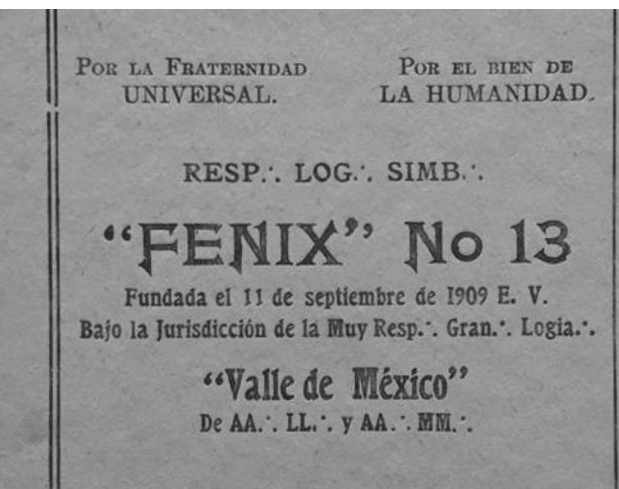 POR LA FRATERNIDAD UNIVERSAL.
POR EL BIEN DE LA HUMANIDAD.
RESP.·. LOG.·. SIMB.·.
“FENIX” No 13
Fundada el 11 de septiembre de 1909 E. V.
Bajo la Jurisdicción de la Muy Resp.·. Gran.·. Logia.·.
“Valle de México”
De AA.·. LL.·. y AA.·. MM.·.